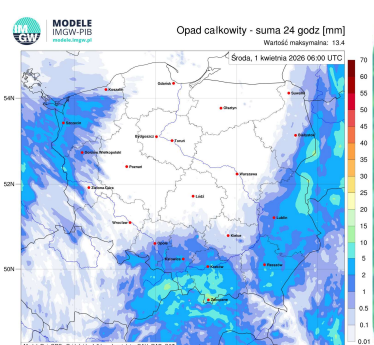 IMGW
MODELE
IMGW-PIB
modele.imgw.pl
Opad całkowity - suma 24 godz [mm]
Wartość maksymalna: 13.4
Środa, 1 kwietnia 2026 06:00 UTC
54N
52N
50N
Koszalin
Gdańsk
Suwałki
Olsztyn
Szczecin
Białystok
Bydgoszcz
Toruń
Gorzów Wielkopolski
Poznań
Warszawa
Zielona Góra
Łódź
Wrocław
Lublin
Kielce
Opole
Katowice
Kraków
Rzeszów
Zakopane
70
60
55
50
45
40
35
30
25
20
15
10
5
2
1
0.5
0.1
0.01